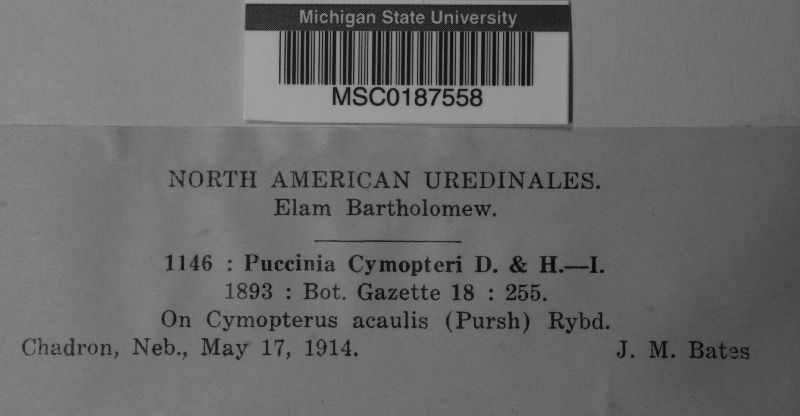 Michigan State University
MSC0187558
NORTH AMERICAN UREDINALES.
Elam Bartholomew.
1146 : Puccinia Cymopteri D. & H.—I.
1893 : Bot. Gazette 18 : 255.
On Cymopterus acaulis (Pursh) Rybd.
Chadron, Neb., May 17, 1914. J. M. Bates